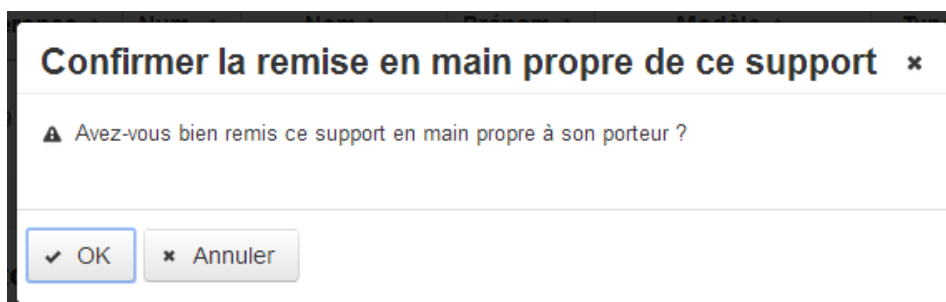 Confirmer la remise en main propre de ce support
Avez-vous bien remis ce support en main propre à son porteur ?
OK
Annuler